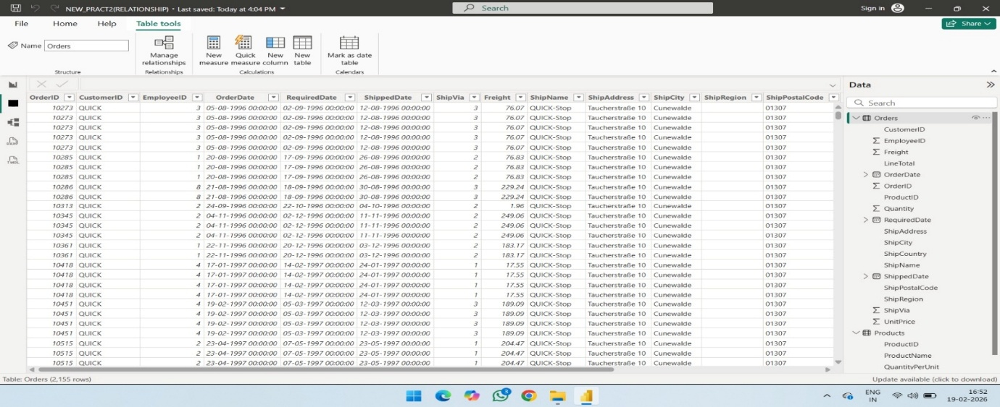 NEW_PRACT2(RELATIONSHIP) • Last saved: Today at 4:04 PM
Search
Sign in
File Home Help Table tools
Share
Name Orders
Manage relationships
New measure
Quick measure
New column
New table
Mark as date table
Structure Relationships Calculations Calendars
OrderID CustomerID EmployeeID OrderDate RequiredDate ShippedDate ShipVia Freight ShipName ShipAddress ShipCity ShipRegion ShipPostalCode
10273 QUICK 3 05-08-1996 00:00:00 02-09-1996 00:00:00 12-08-1996 00:00:00 3 76.07 QUICK-Stop Taucherstraße 10 Cunewalde 01307
10273 QUICK 3 05-08-1996 00:00:00 02-09-1996 00:00:00 12-08-1996 00:00:00 3 76.07 QUICK-Stop Taucherstraße 10 Cunewalde 01307
10273 QUICK 3 05-08-1996 00:00:00 02-09-1996 00:00:00 12-08-1996 00:00:00 3 76.07 QUICK-Stop Taucherstraße 10 Cunewalde 01307
10273 QUICK 3 05-08-1996 00:00:00 02-09-1996 00:00:00 12-08-1996 00:00:00 3 76.07 QUICK-Stop Taucherstraße 10 Cunewalde 01307
10273 QUICK 3 05-08-1996 00:00:00 02-09-1996 00:00:00 12-08-1996 00:00:00 3 76.07 QUICK-Stop Taucherstraße 10 Cunewalde 01307
10285 QUICK 1 20-08-1996 00:00:00 17-09-1996 00:00:00 26-08-1996 00:00:00 2 76.83 QUICK-Stop Taucherstraße 10 Cunewalde 01307
10285 QUICK 1 20-08-1996 00:00:00 17-09-1996 00:00:00 26-08-1996 00:00:00 2 76.83 QUICK-Stop Taucherstraße 10 Cunewalde 01307
10285 QUICK 1 20-08-1996 00:00:00 17-09-1996 00:00:00 26-08-1996 00:00:00 2 76.83 QUICK-Stop Taucherstraße 10 Cunewalde 01307
10286 QUICK 8 21-08-1996 00:00:00 18-09-1996 00:00:00 30-08-1996 00:00:00 3 229.24 QUICK-Stop Taucherstraße 10 Cunewalde 01307
10286 QUICK 8 21-08-1996 00:00:00 18-09-1996 00:00:00 30-08-1996 00:00:00 3 229.24 QUICK-Stop Taucherstraße 10 Cunewalde 01307
10313 QUICK 2 24-09-1996 00:00:00 22-10-1996 00:00:00 04-10-1996 00:00:00 2 1.96 QUICK-Stop Taucherstraße 10 Cunewalde 01307
10345 QUICK 2 04-11-1996 00:00:00 02-12-1996 00:00:00 11-11-1996 00:00:00 2 249.06 QUICK-Stop Taucherstraße 10 Cunewalde 01307
10345 QUICK 2 04-11-1996 00:00:00 02-12-1996 00:00:00 11-11-1996 00:00:00 2 249.06 QUICK-Stop Taucherstraße 10 Cunewalde 01307
10345 QUICK 2 04-11-1996 00:00:00 02-12-1996 00:00:00 11-11-1996 00:00:00 2 249.06 QUICK-Stop Taucherstraße 10 Cunewalde 01307
10361 QUICK 1 22-11-1996 00:00:00 20-12-1996 00:00:00 03-12-1996 00:00:00 2 183.17 QUICK-Stop Taucherstraße 10 Cunewalde 01307
10361 QUICK 1 22-11-1996 00:00:00 20-12-1996 00:00:00 03-12-1996 00:00:00 2 183.17 QUICK-Stop Taucherstraße 10 Cunewalde 01307
10418 QUICK 4 17-01-1997 00:00:00 14-02-1997 00:00:00 24-01-1997 00:00:00 1 17.55 QUICK-Stop Taucherstraße 10 Cunewalde 01307
10418 QUICK 4 17-01-1997 00:00:00 14-02-1997 00:00:00 24-01-1997 00:00:00 1 17.55 QUICK-Stop Taucherstraße 10 Cunewalde 01307
10418 QUICK 4 17-01-1997 00:00:00 14-02-1997 00:00:00 24-01-1997 00:00:00 1 17.55 QUICK-Stop Taucherstraße 10 Cunewalde 01307
10418 QUICK 4 17-01-1997 00:00:00 14-02-1997 00:00:00 24-01-1997 00:00:00 1 17.55 QUICK-Stop Taucherstraße 10 Cunewalde 01307
10451 QUICK 4 19-02-1997 00:00:00 05-03-1997 00:00:00 12-03-1997 00:00:00 3 189.09 QUICK-Stop Taucherstraße 10 Cunewalde 01307
10451 QUICK 4 19-02-1997 00:00:00 05-03-1997 00:00:00 12-03-1997 00:00:00 3 189.09 QUICK-Stop Taucherstraße 10 Cunewalde 01307
10451 QUICK 4 19-02-1997 00:00:00 05-03-1997 00:00:00 12-03-1997 00:00:00 3 189.09 QUICK-Stop Taucherstraße 10 Cunewalde 01307
10451 QUICK 4 19-02-1997 00:00:00 05-03-1997 00:00:00 12-03-1997 00:00:00 3 189.09 QUICK-Stop Taucherstraße 10 Cunewalde 01307
10515 QUICK 2 23-04-1997 00:00:00 07-05-1997 00:00:00 23-05-1997 00:00:00 1 204.47 QUICK-Stop Taucherstraße 10 Cunewalde 01307
10515 QUICK 2 23-04-1997 00:00:00 07-05-1997 00:00:00 23-05-1997 00:00:00 1 204.47 QUICK-Stop Taucherstraße 10 Cunewalde 01307
10515 QUICK 2 23-04-1997 00:00:00 07-05-1997 00:00:00 23-05-1997 00:00:00 1 204.47 QUICK-Stop Taucherstraße 10 Cunewalde 01307
Data
Search
Orders
CustomerID
EmployeeID
Freight
LineTotal
OrderDate
OrderID
ProductID
Quantity
RequiredDate
ShipAddress
ShipCity
ShipCountry
ShipName
ShippedDate
ShipPostalCode
ShipRegion
ShipVia
UnitPrice
Products
ProductID
ProductName
QuantityPerUnit
Table: Orders (2,155 rows)
Update available (click to download)
3
ENG
IN
16:52
19-02-2026